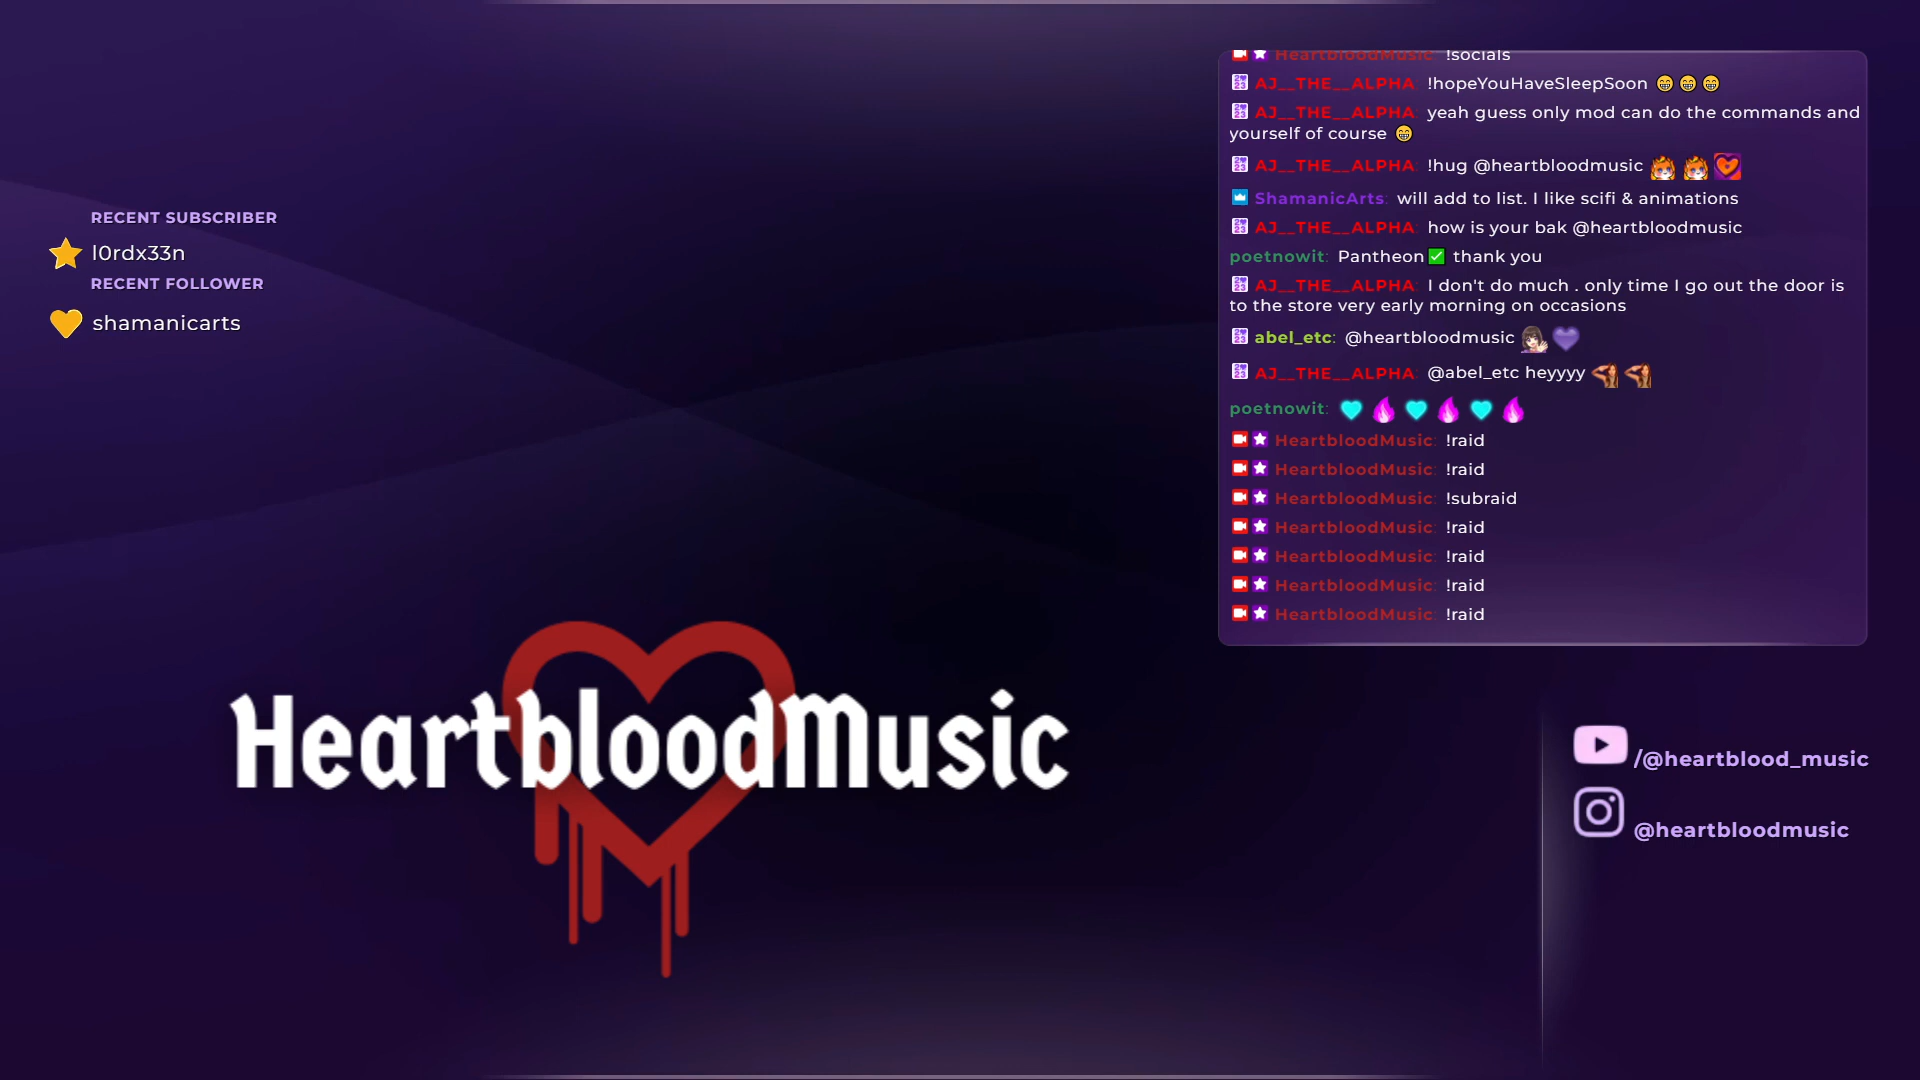 RECENT SUBSCRIBER
l0rdx33n
RECENT FOLLOWER
shamanicarts
HeartbloodMusic: !socials
AJ__THE__ALPHA: !hopeYouHaveSleepSoon 😁 😁 😁
AJ__THE__ALPHA: yeah guess only mod can do the commands and
yourself of course 😁
AJ__THE__ALPHA: !hug @heartbloodmusic
ShamanicArts: will add to list. I like scifi & animations
AJ__THE__ALPHA: how is your bak @heartbloodmusic
poetnowit: Pantheon✅ thank you
AJ__THE__ALPHA: I don't do much . only time I go out the door is
to the store very early morning on occasions
abel_etc: @heartbloodmusic
AJ__THE__ALPHA: @abel_etc heyyyy
poetnowit:
HeartbloodMusic: !raid
HeartbloodMusic: !raid
HeartbloodMusic: !subraid
HeartbloodMusic: !raid
HeartbloodMusic: !raid
HeartbloodMusic: !raid
HeartbloodMusic: !raid
HeartbloodMusic
/@heartblood_music
@heartbloodmusic